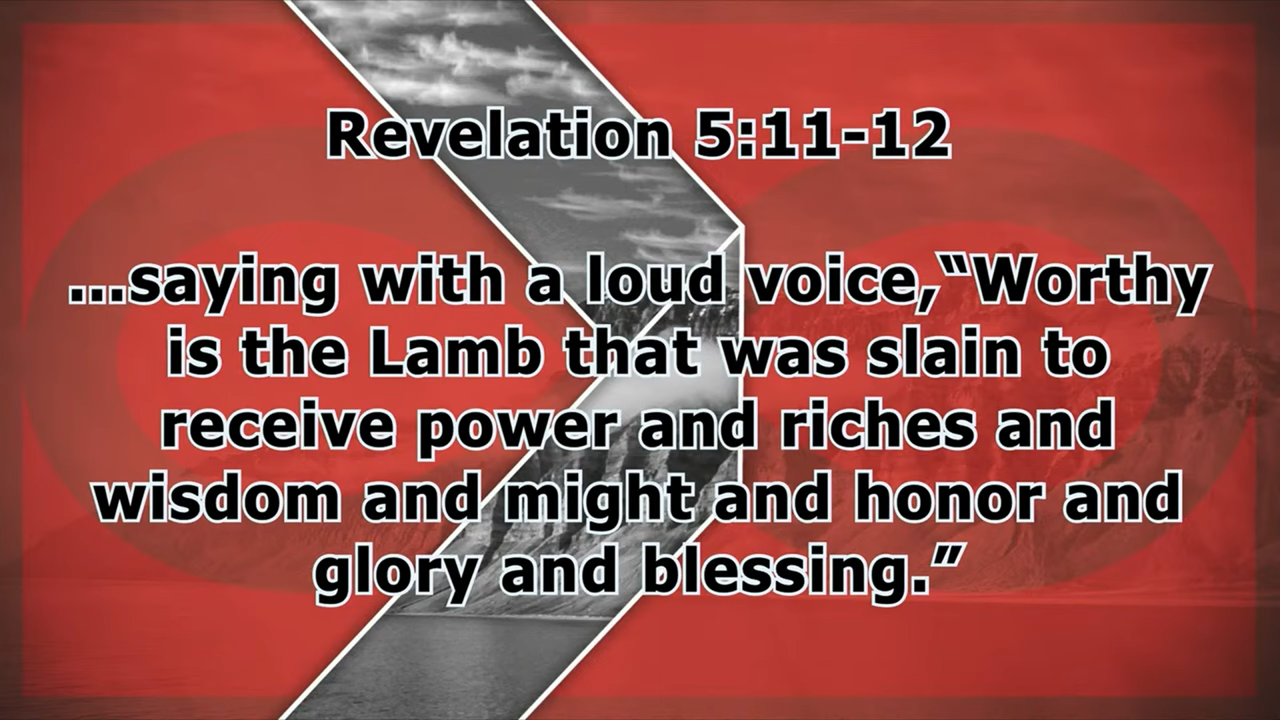 Revelation 5:11-12
...saying with a loud voice,“Worthy
is the Lamb that was slain to
receive power and riches and
wisdom and might and honor and
glory and blessing.”